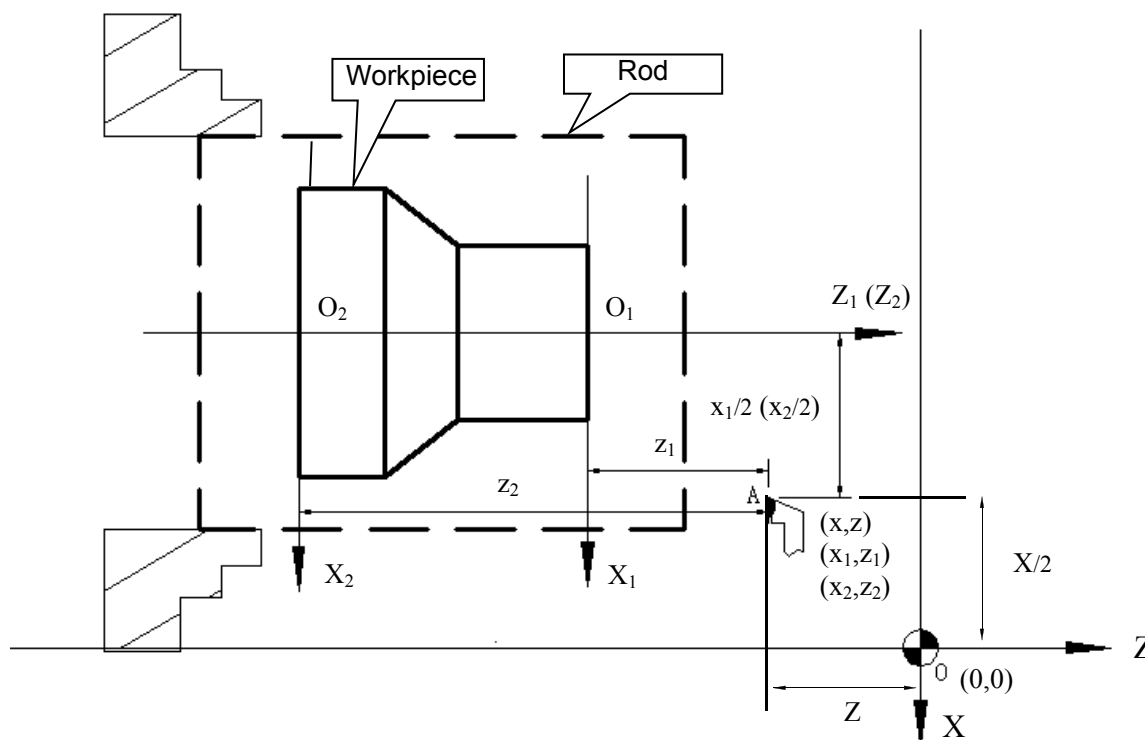 Workpiece
Rod
O₂
O₁
Z₁ (Z₂)
x₁/2 (x₂/2)
z₁
z₂
A
(x,z)
(x₁,z₁)
(x₂,z₂)
X₂
X₁
X/2
Z
O
(0,0)
Z
X